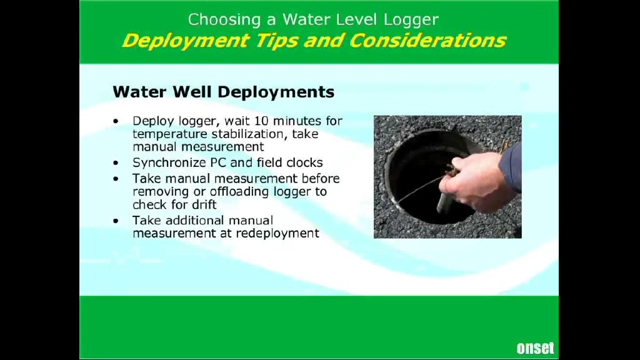 Choosing a Water Level Logger
Deployment Tips and Considerations
Water Well Deployments
• Deploy logger, wait 10 minutes for
temperature stabilization, take
manual measurement
• Synchronize PC and field clocks
• Take manual measurement before
removing or offloading logger to
check for drift
• Take additional manual
measurement at redeployment
onset